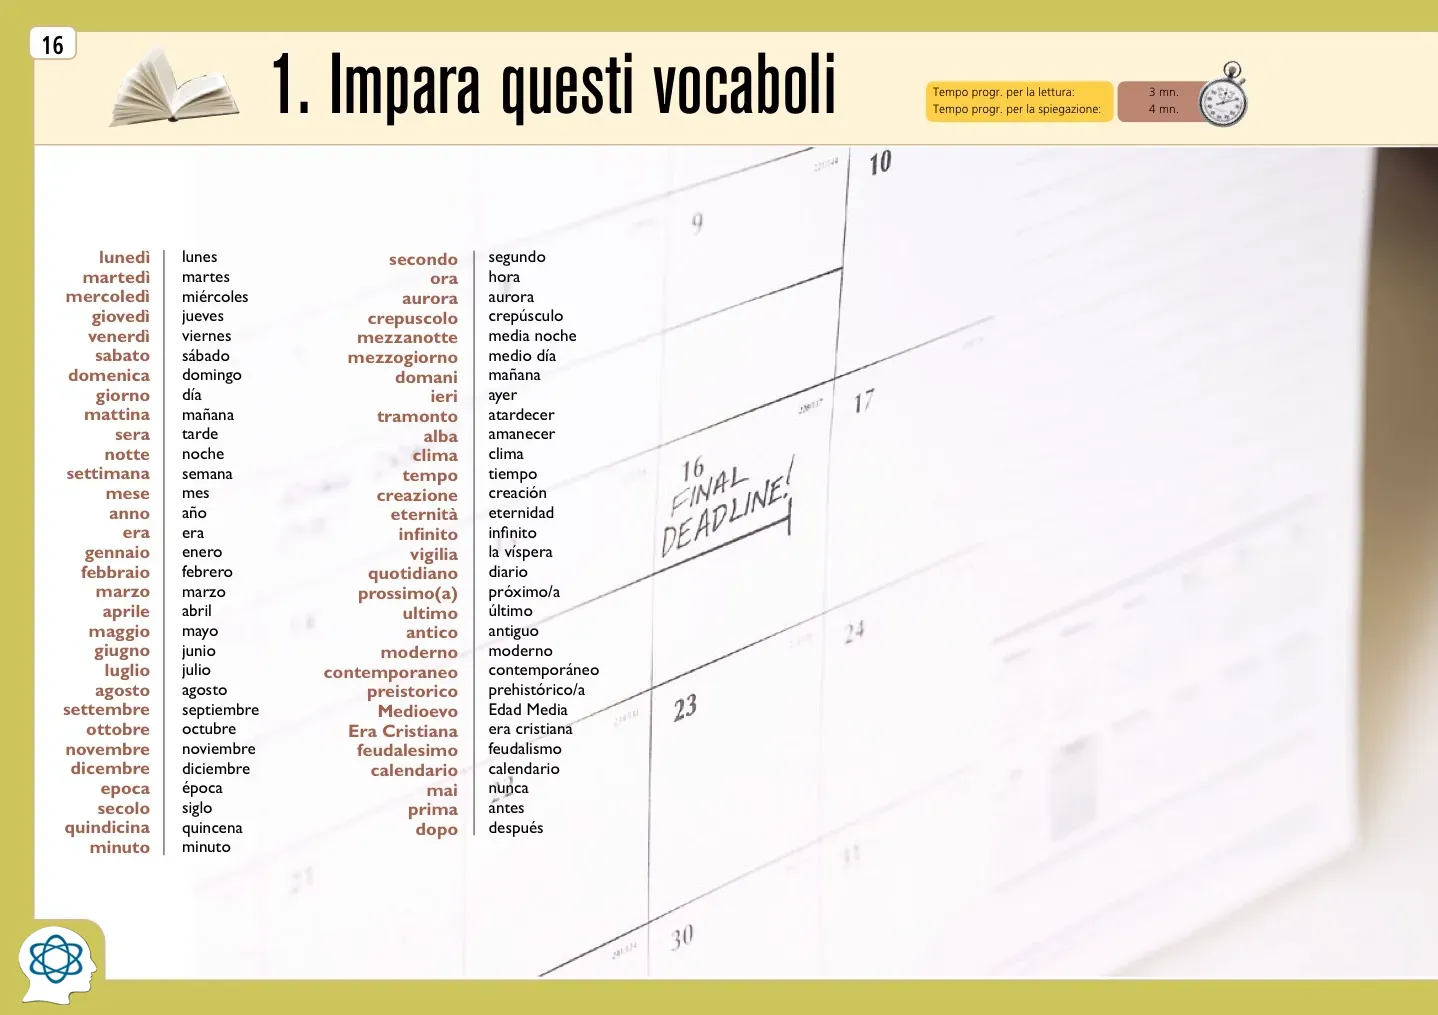 16
1. Impara questi vocaboli
Tempo progr. per la lettura: 3 mn.
Tempo progr. per la spiegazione: 4 mn.
lunedì lunes
martedì martes
mercoledì miércoles
giovedì jueves
venerdì viernes
sabato sábado
domenica domingo
giorno día
mattina mañana
sera tarde
notte noche
settimana semana
mese mes
anno año
era era
gennaio enero
febbraio febrero
marzo marzo
aprile abril
maggio mayo
giugno junio
luglio julio
agosto agosto
settembre septiembre
ottobre octubre
novembre noviembre
dicembre diciembre
epoca época
secolo siglo
quindicina quincena
minuto minuto
secondo segundo
ora hora
aurora aurora
crepuscolo crepúsculo
mezzanotte media noche
mezzogiorno medio día
domani mañana
ieri ayer
tramonto atardecer
alba amanecer
clima clima
tempo tiempo
creazione creación
eternità eternidad
infinito infinito
vigilia la víspera
quotidiano diario
prossimo(a) próximo/a
ultimo último
antico antiguo
moderno moderno
contemporaneo contemporáneo
preistorico prehistórico/a
Medioevo Edad Media
Era Cristiana era cristiana
feudalesimo feudalismo
calendario calendario
mai nunca
prima antes
dopo después
9
10
16
FINAL
DEADLINE!
17
22
23
24
30
31